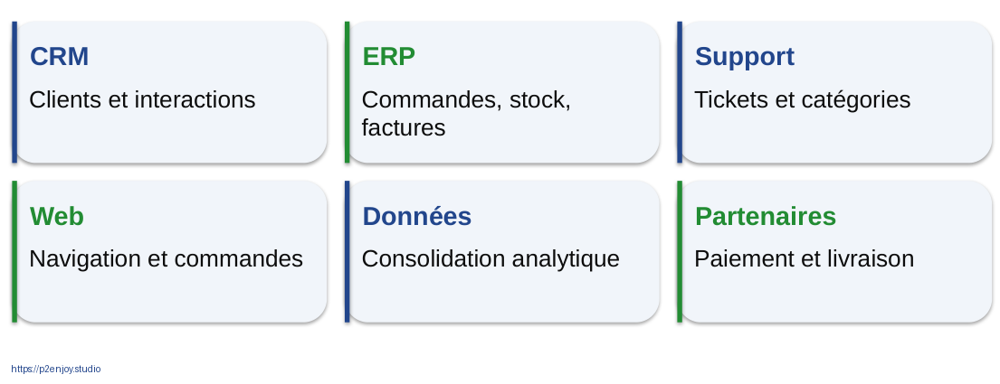 CRM
Clients et interactions
ERP
Commandes, stock,
factures
Support
Tickets et catégories
Web
Navigation et commandes
Données
Consolidation analytique
Partenaires
Paiement et livraison
https://p2enjoy.studio